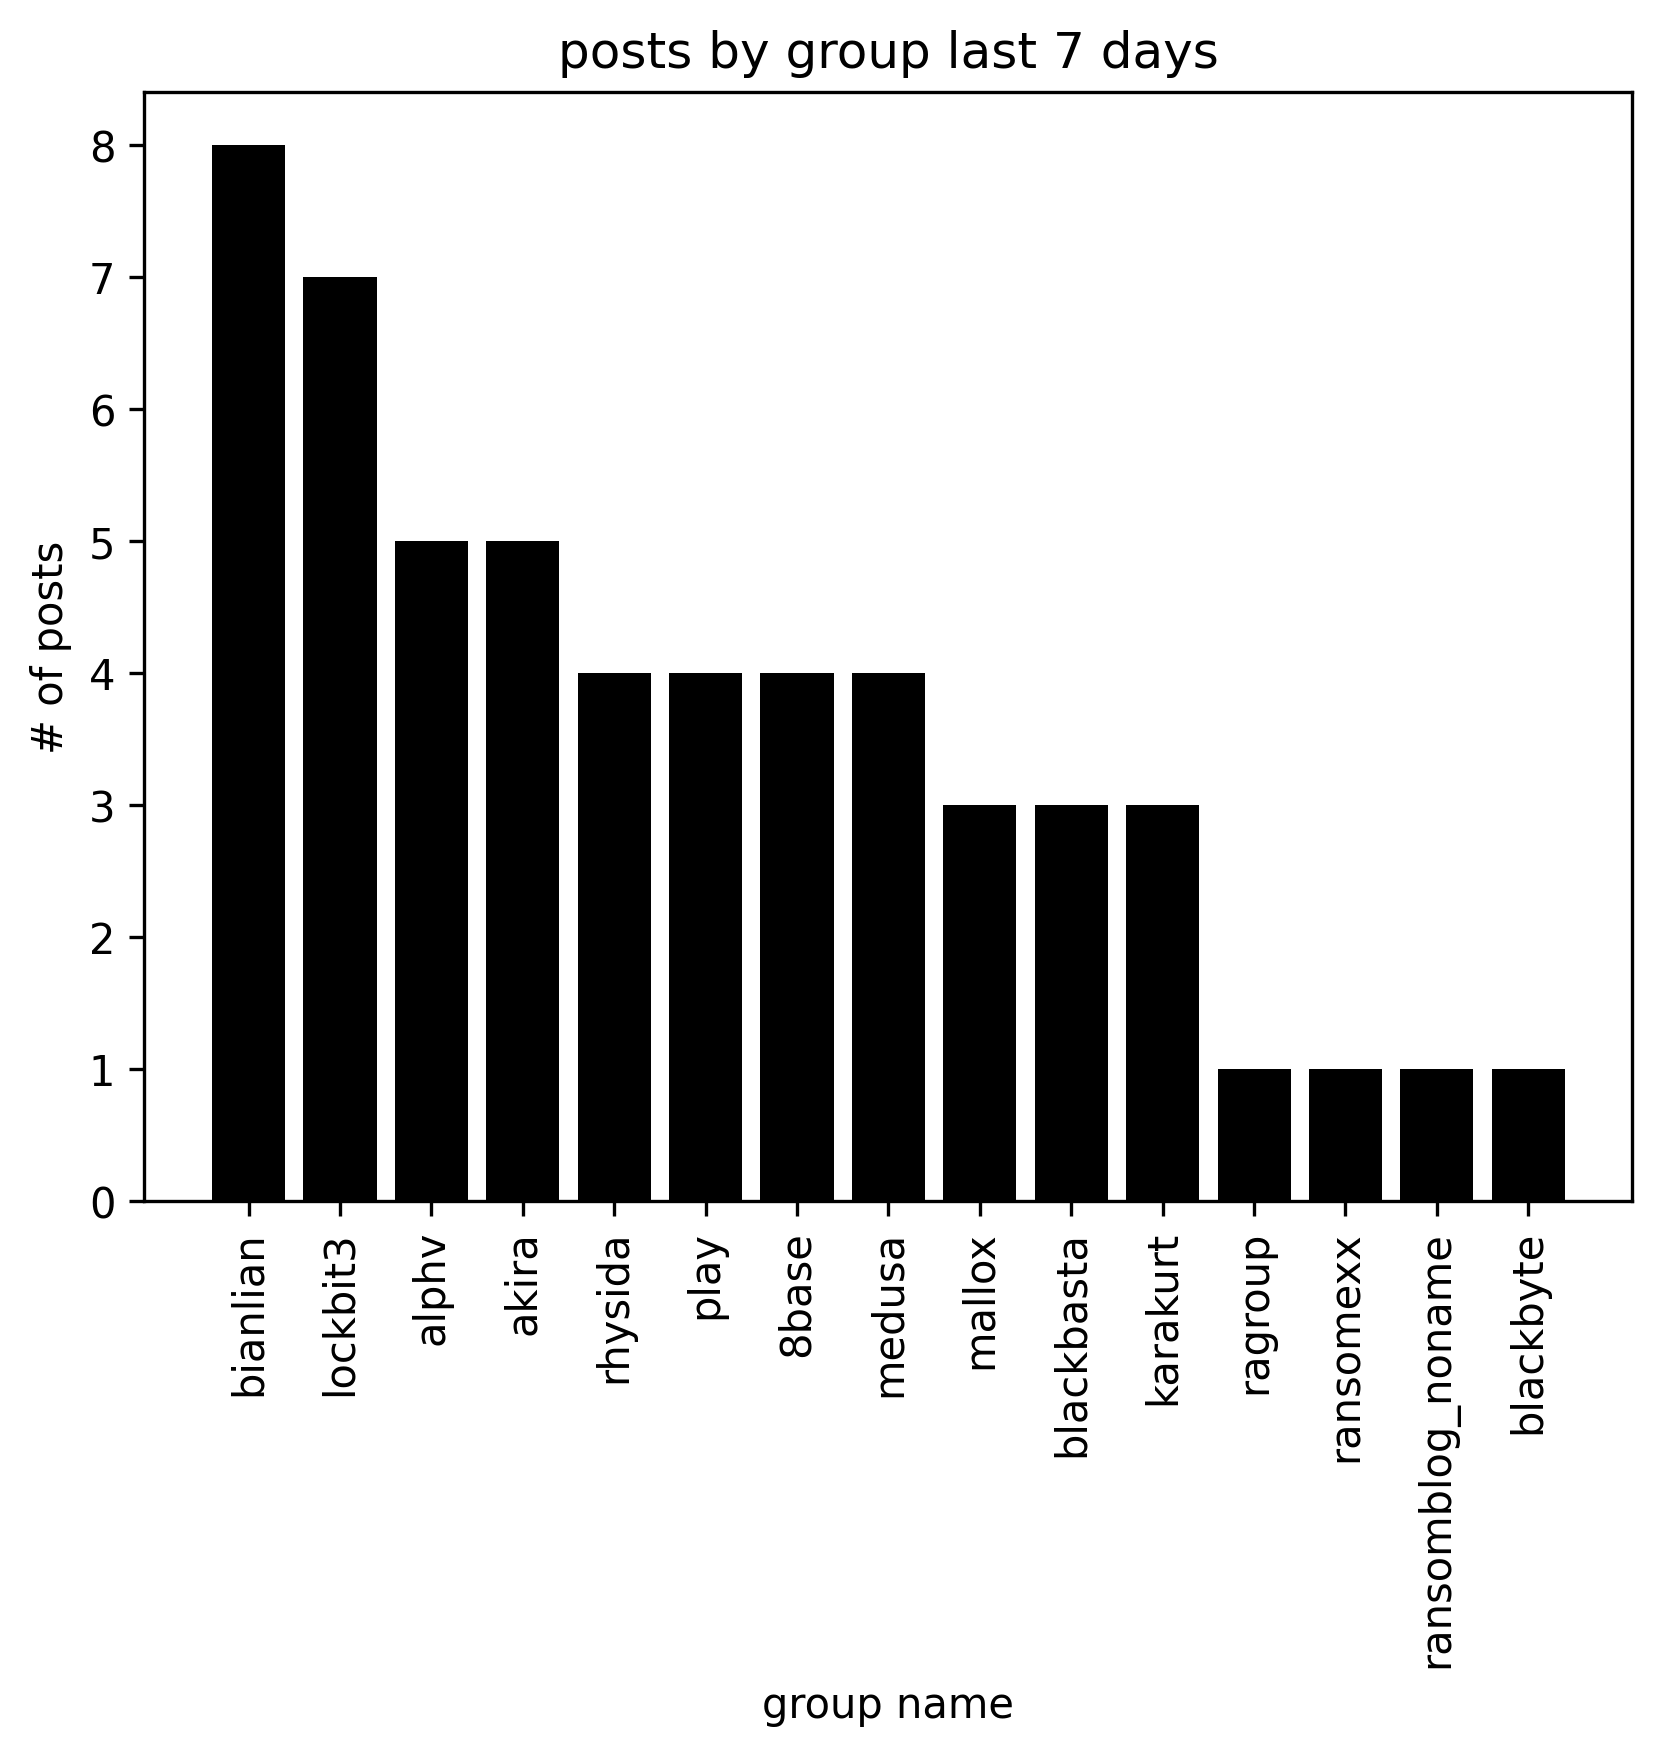 posts by group last 7 days
8
7
6
5
4
3
2
1
0
# of posts
bianlian
lockbit3
alphv
akira
rhysida
play
8base
medusa
mallox
blackbasta
karakurt
ragroup
ransomexx
ransomblog_noname
blackbyte
group name